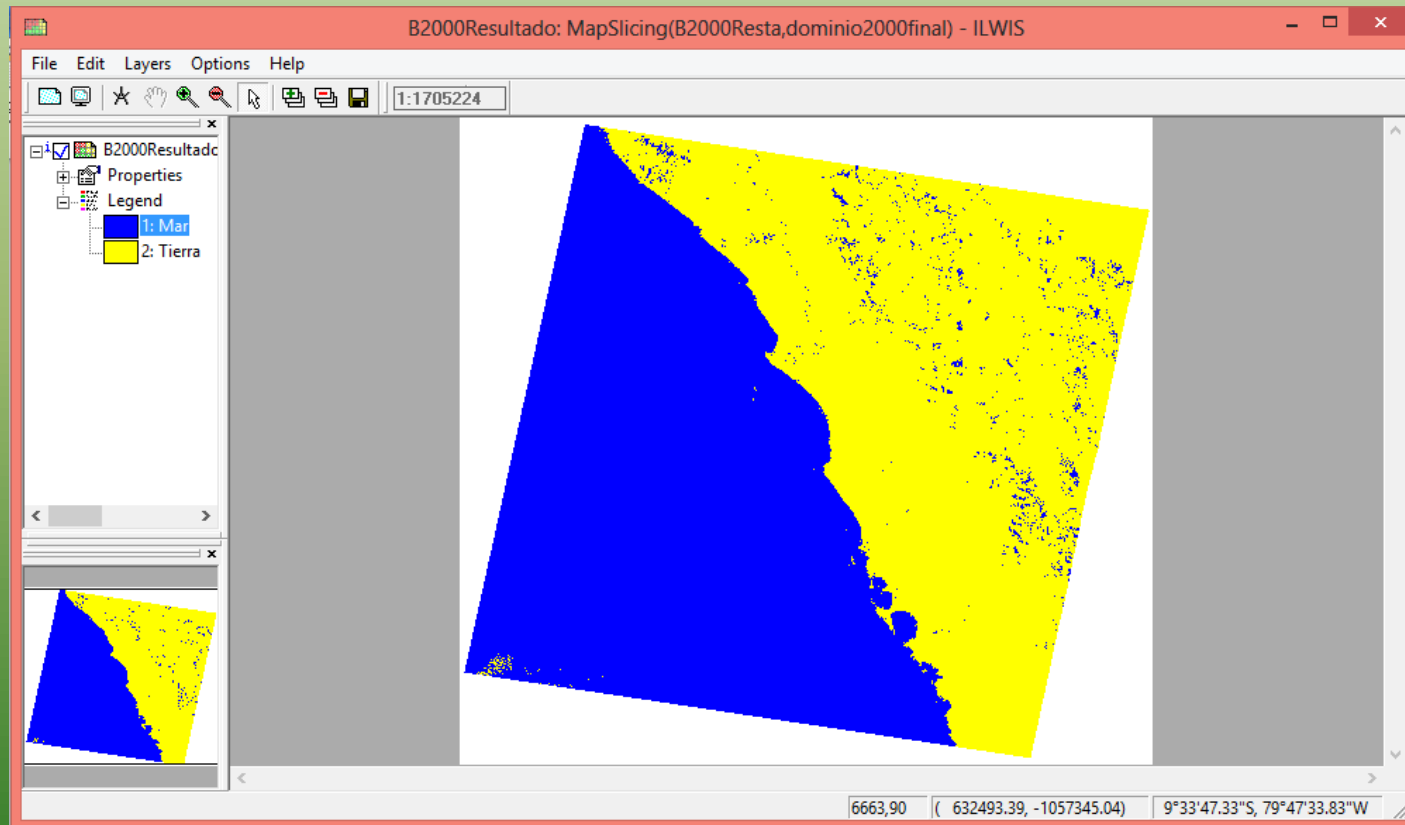 B2000Resultado: MapSlicing(B2000Resta,dominio2000final) - ILWIS
File Edit Layers Options Help
1:1705224
B2000Resultado
Properties
Legend
1: Mar
2: Tierra
6663,90 ( 632493.39, -1057345.04) 9°33'47.33"S, 79°47'33.83"W